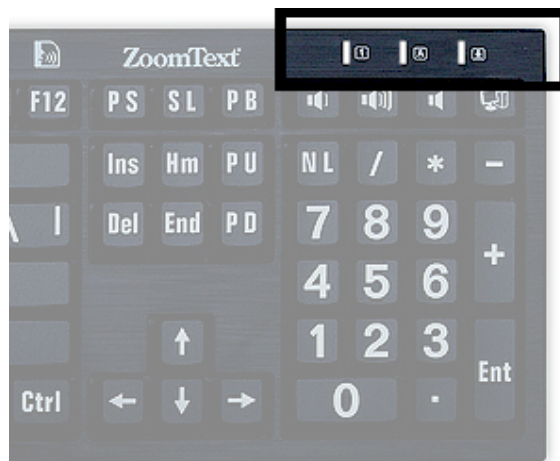 ZoomText 1 A
F12 PS SL PB
Ins Hm PU NL / * -
Del End PD 7 8 9 +
4 5 6
1 2 3 Ent
Ctrl 0 .